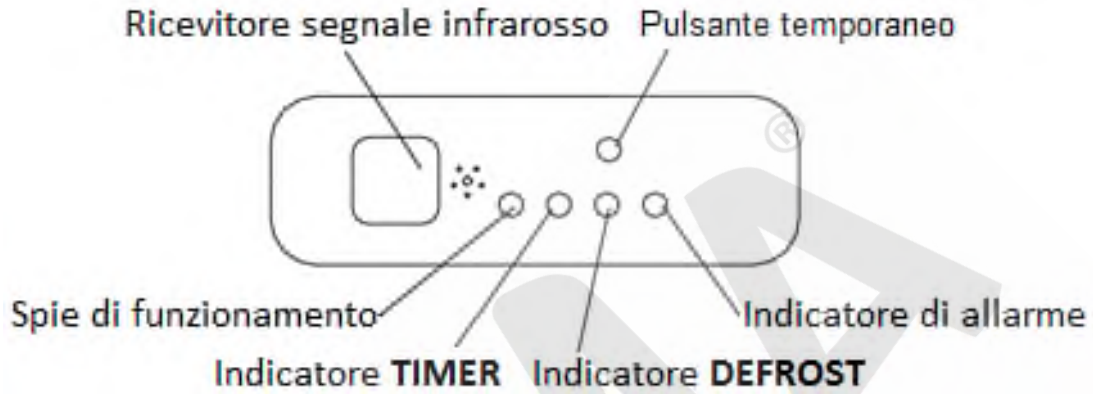 Ricevitore segnale infrarosso Pulsante temporaneo
®
Spie di funzionamento Indicatore di allarme
Indicatore TIMER Indicatore DEFROST